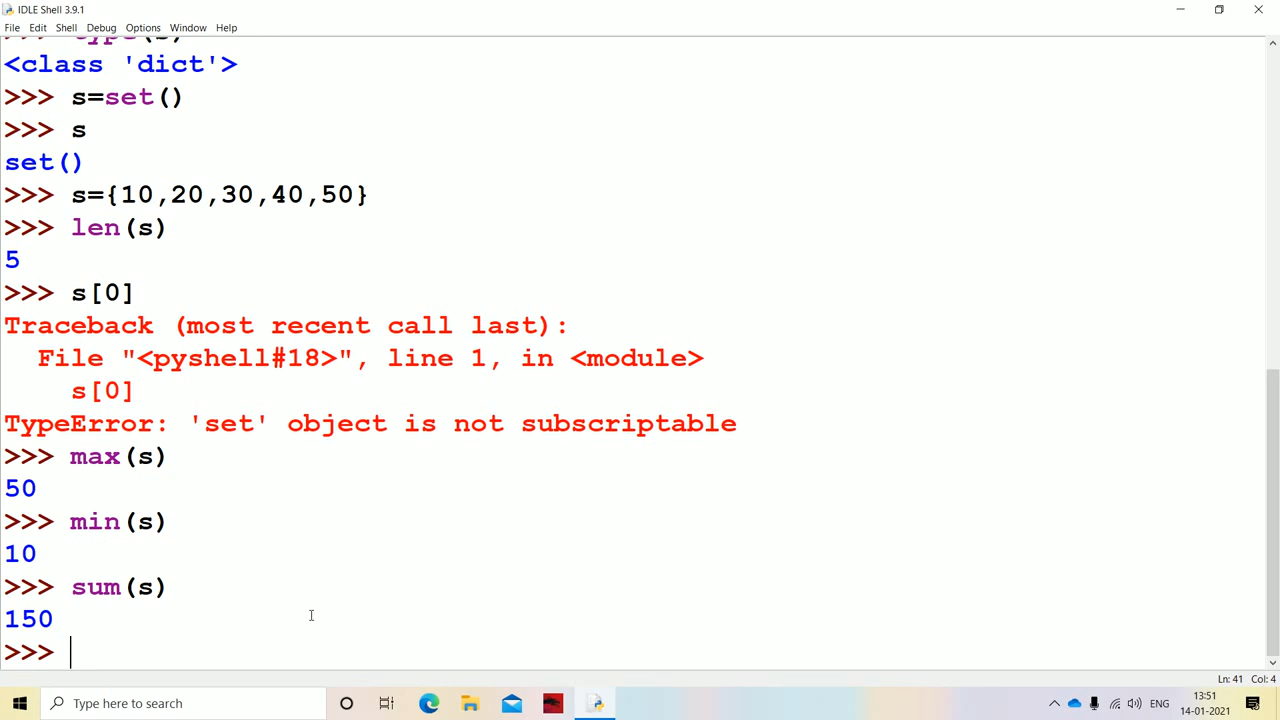 IDLE Shell 3.9.1
File Edit Shell Debug Options Window Help
>>> type(s)
<class 'dict'>
>>> s=set()
>>> s
set()
>>> s={10,20,30,40,50}
>>> len(s)
5
>>> s[0]
Traceback (most recent call last):
  File "<pyshell#18>", line 1, in <module>
    s[0]
TypeError: 'set' object is not subscriptable
>>> max(s)
50
>>> min(s)
10
>>> sum(s)
150
>>>
Ln: 41 Col: 4
Type here to search
ENG
13:51
14-01-2021